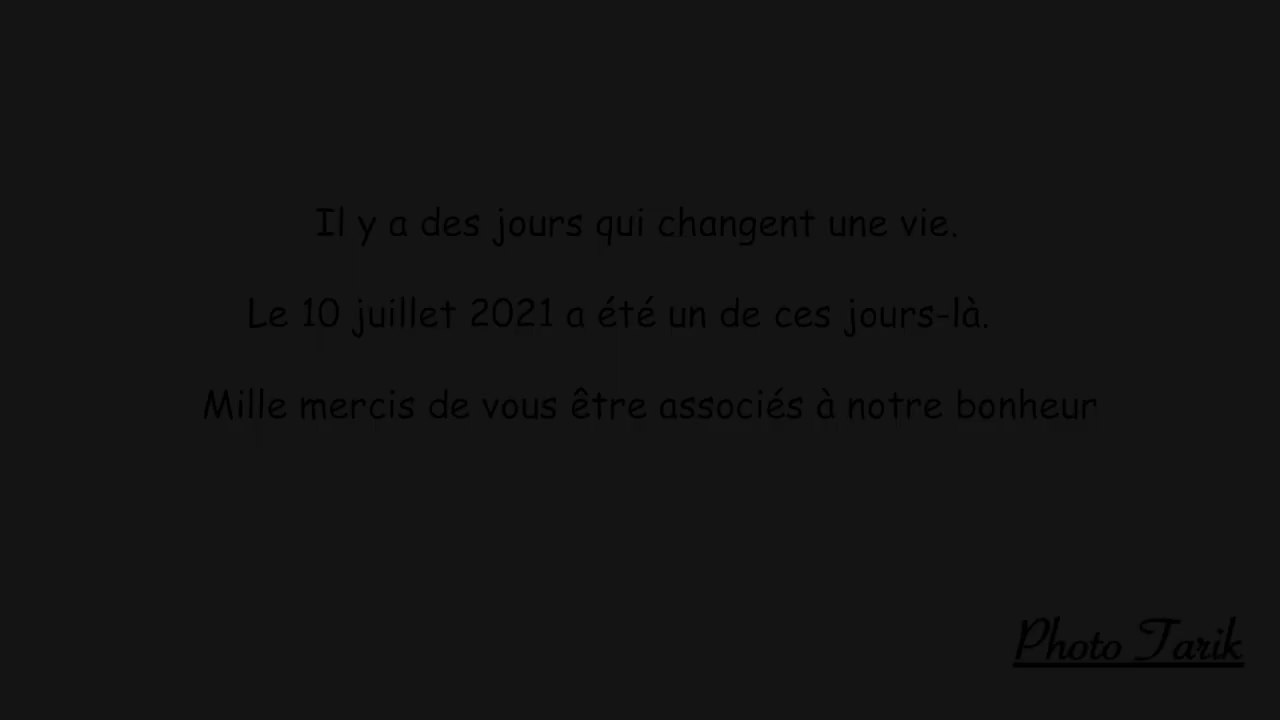 Il y a des jours qui changent une vie.
Le 10 juillet 2021 a été un de ces jours-là.
Mille mercis de vous être associés à notre bonheur
Photo Tarik